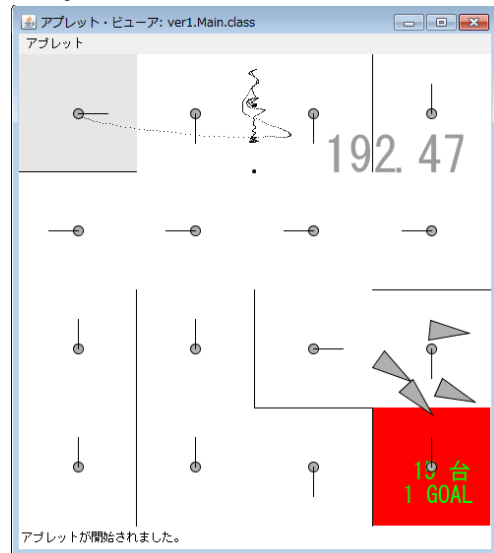 アプレット・ビューア: ver1.Main.class
アプレット
192.47
19 台
1 GOAL
アプレットが開始されました。